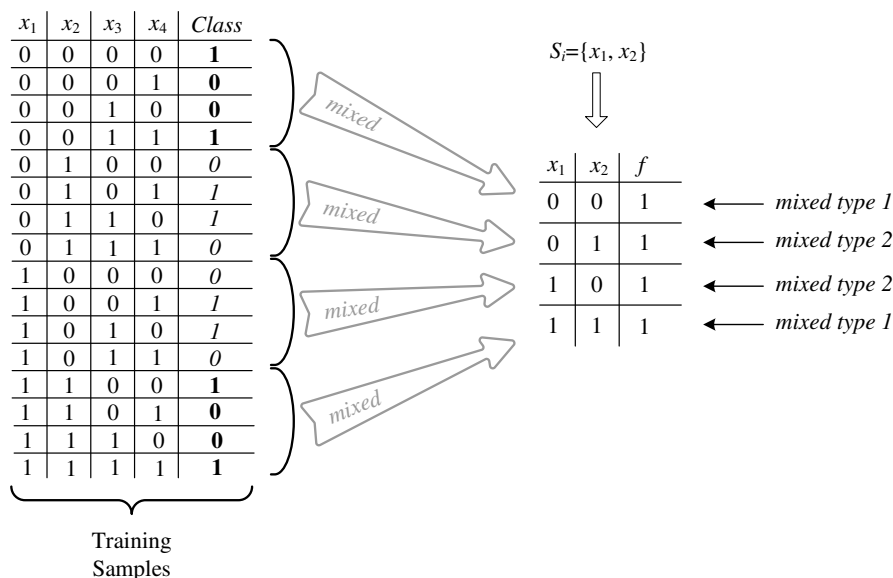 x1 x2 x3 x4 Class
0 0 0 0 1
0 0 0 1 0
0 0 1 0 0
0 0 1 1 1
0 1 0 0 0
0 1 0 1 1
0 1 1 0 1
0 1 1 1 0
1 0 0 0 0
1 0 0 1 1
1 0 1 0 1
1 0 1 1 0
1 1 0 0 1
1 1 0 1 0
1 1 1 0 0
1 1 1 1 1
Training
Samples
mixed
mixed
mixed
mixed
Si={x1, x2}
x1 x2 f
0 0 1 mixed type 1
0 1 1 mixed type 2
1 0 1 mixed type 2
1 1 1 mixed type 1